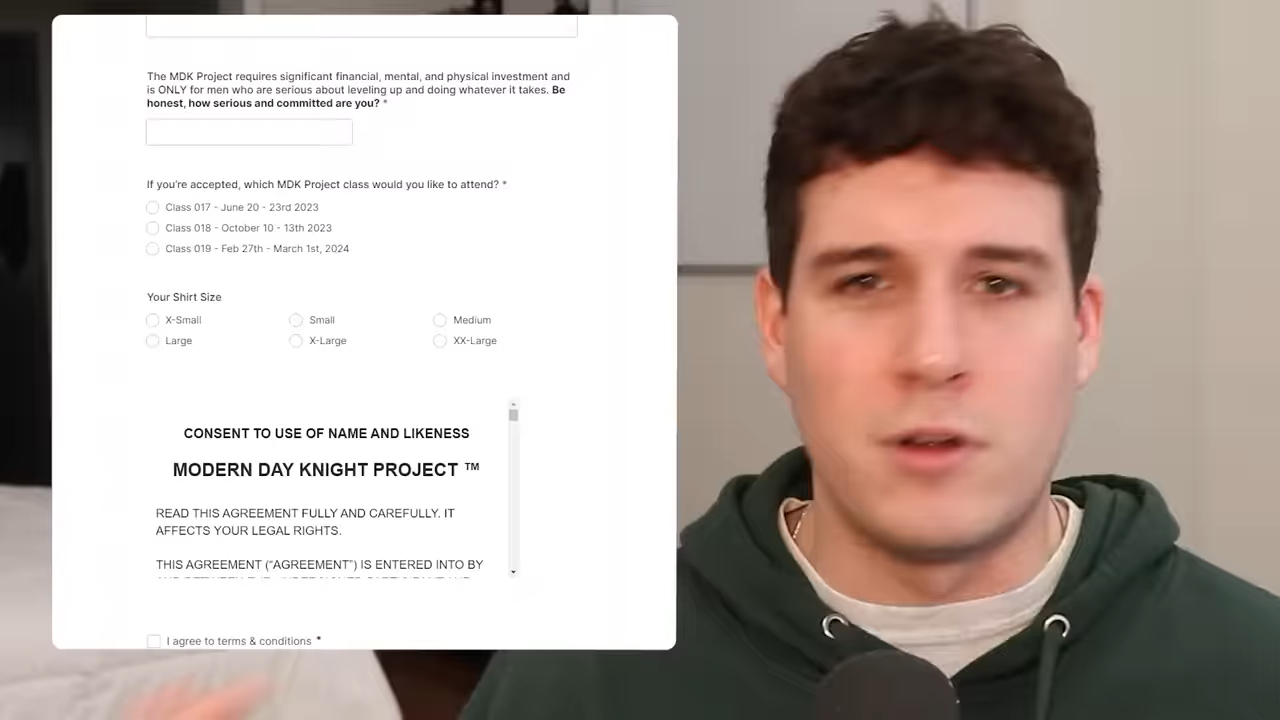 The MDK Project requires significant financial, mental, and physical investment and
is ONLY for men who are serious about leveling up and doing whatever it takes. Be
honest, how serious and committed are you? *
If you're accepted, which MDK Project class would you like to attend? *
Class 017 - June 20 - 23rd 2023
Class 018 - October 10 - 13th 2023
Class 019 - Feb 27th - March 1st, 2024
Your Shirt Size
X-Small Small Medium
Large X-Large XX-Large
CONSENT TO USE OF NAME AND LIKENESS
MODERN DAY KNIGHT PROJECT ™
READ THIS AGREEMENT FULLY AND CAREFULLY. IT
AFFECTS YOUR LEGAL RIGHTS.
THIS AGREEMENT (“AGREEMENT”) IS ENTERED INTO BY
I agree to terms & conditions *